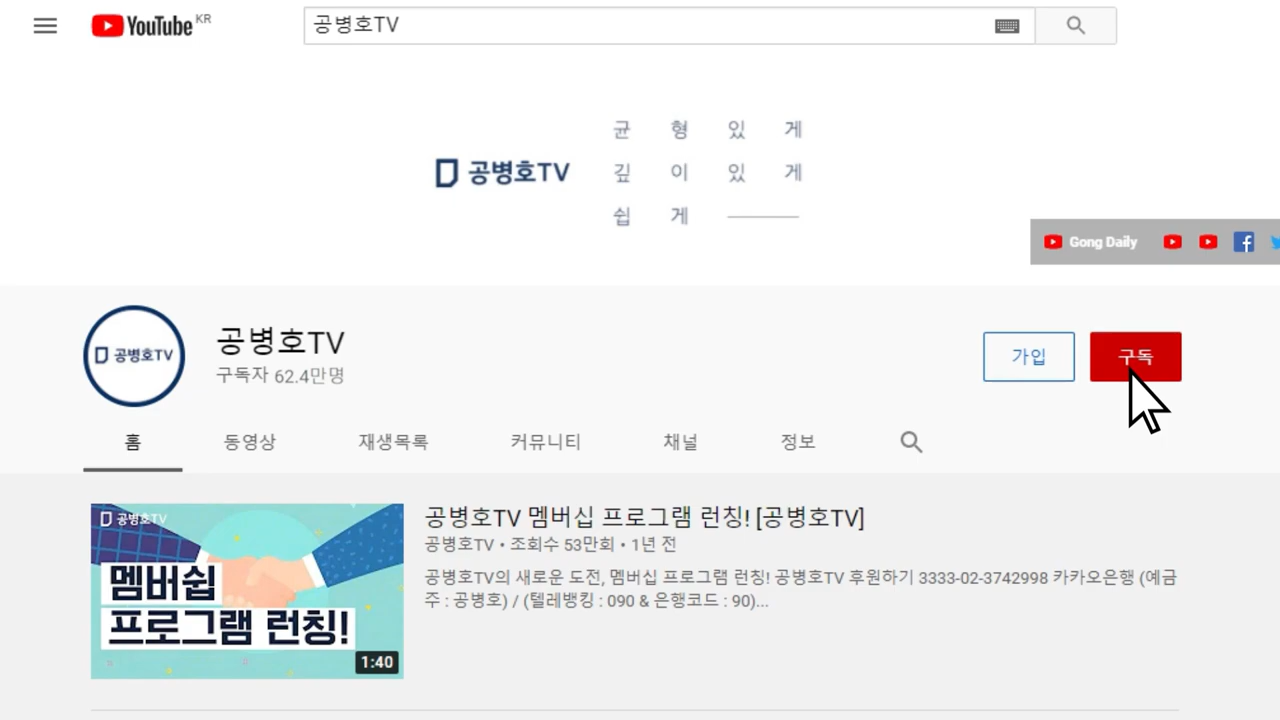 YouTube KR
공병호TV
균형있게
공병호TV 깊이있게
쉽게
Gong Daily
공병호TV
공병호TV
구독자 62.4만명
가입
구독
홈 동영상 재생목록 커뮤니티 채널 정보
공병호TV
멤버쉽
프로그램 런칭!
1:40
공병호TV 멤버십 프로그램 런칭! [공병호TV]
공병호TV • 조회수 53만회 • 1년 전
공병호TV의 새로운 도전, 멤버십 프로그램 런칭! 공병호TV 후원하기 3333-02-3742998 카카오은행 (예금
주 : 공병호) / (텔레뱅킹 : 090 & 은행코드 : 90)...